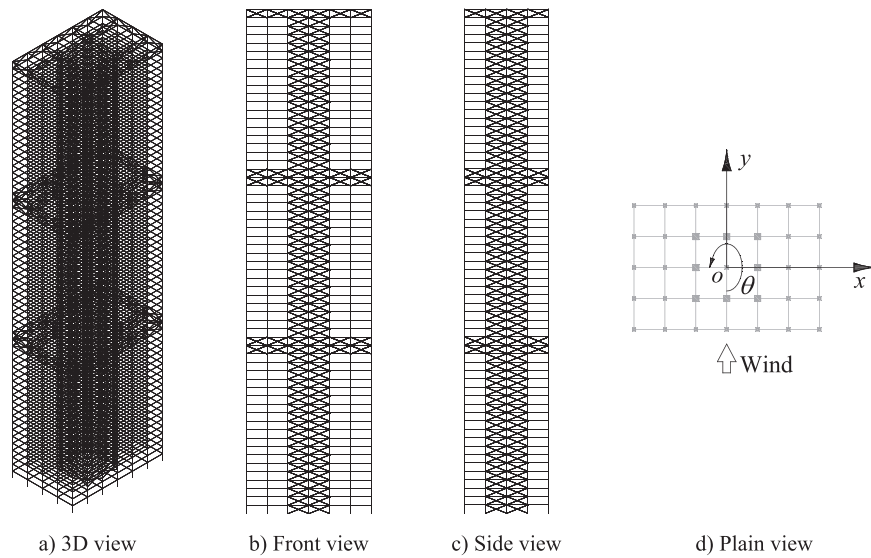 y
o
θ
x
Wind
a) 3D view
b) Front view
c) Side view
d) Plain view